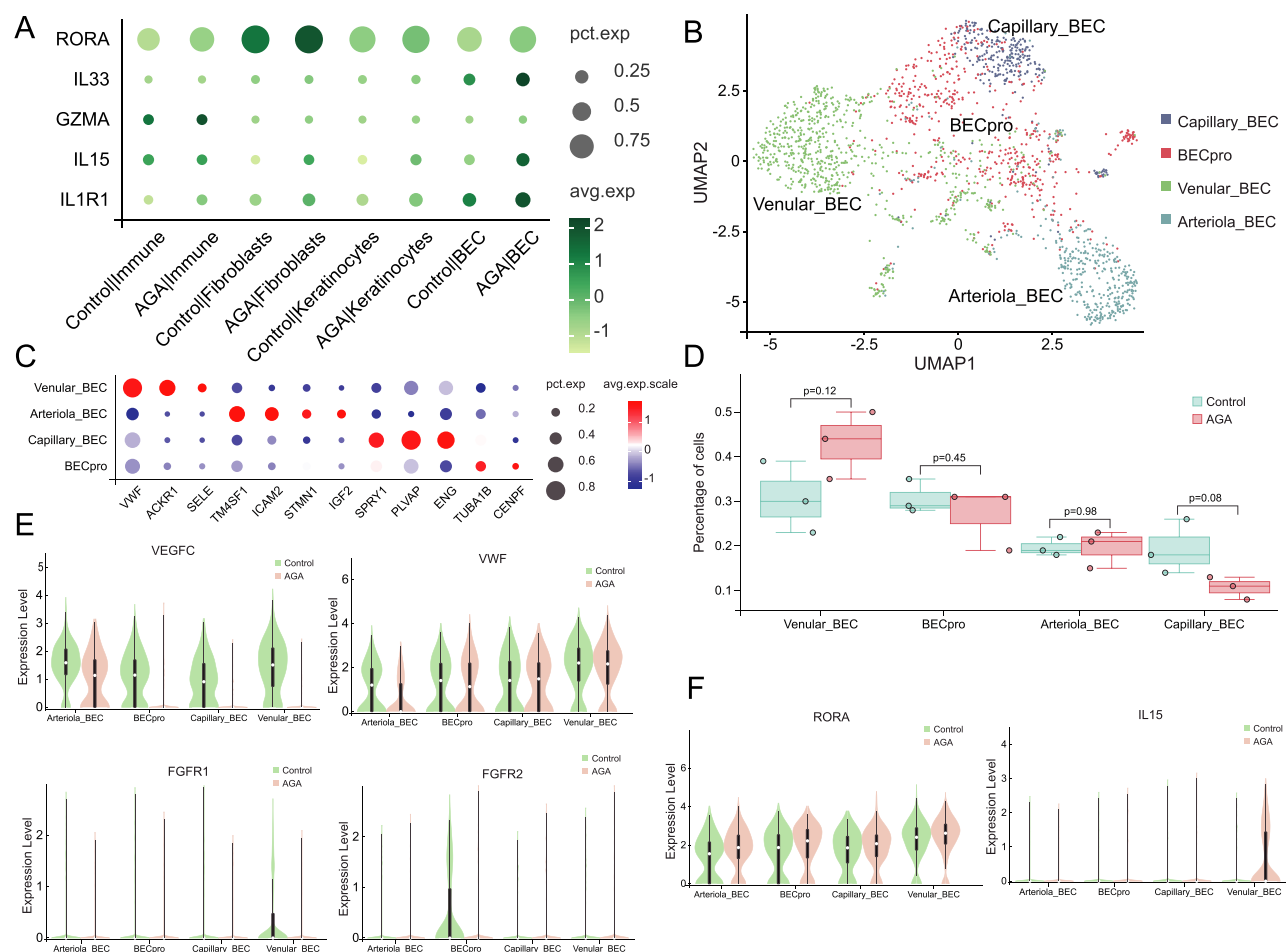 A
RORA
IL33
GZMA
IL15
IL1R1
Control|Immune
AGA|Immune
Control|Fibroblasts
AGA|Fibroblasts
Control|Keratinocytes
AGA|Keratinocytes
Control|BEC
AGA|BEC
pct.exp
0.25
0.5
0.75
avg.exp
2
1
0
-1
B
UMAP2
5
2.5
0
-2.5
-5
Capillary_BEC
BECpro
Venular_BEC
Arteriola_BEC
-5
-2.5
0
2.5
UMAP1
Capillary_BEC
BECpro
Venular_BEC
Arteriola_BEC
C
Venular_BEC
Arteriola_BEC
Capillary_BEC
BECpro
VWF
ACKR1
SELE
TM4SF1
ICAM2
STMN1
IGF2
SPRY1
PLVAP
ENG
TUBA1B
CENPF
pct.exp
0.2
0.4
0.6
0.8
avg.exp.scale
1
0
-1
D
Percentage of cells
0.5
0.4
0.3
0.2
0.1
p=0.12
p=0.45
p=0.98
p=0.08
Control
AGA
Venular_BEC
BECpro
Arteriola_BEC
Capillary_BEC
E
VEGFC
Expression Level
5
4
3
2
1
0
Control
AGA
Arteriola_BEC
BECpro
Capillary_BEC
Venular_BEC
VWF
Expression Level
6
4
2
0
Control
AGA
Arteriola_BEC
BECpro
Capillary_BEC
Venular_BEC
FGFR1
Expression Level
2
1
0
Control
AGA
Arteriola_BEC
BECpro
Capillary_BEC
Venular_BEC
FGFR2
Expression Level
2
1
0
Control
AGA
Arteriola_BEC
BECpro
Capillary_BEC
Venular_BEC
F
RORA
Expression Level
6
4
2
0
Control
AGA
Arteriola_BEC
BECpro
Capillary_BEC
Venular_BEC
IL15
Expression Level
4
3
2
1
0
Control
AGA
Arteriola_BEC
BECpro
Capillary_BEC
Venular_BEC